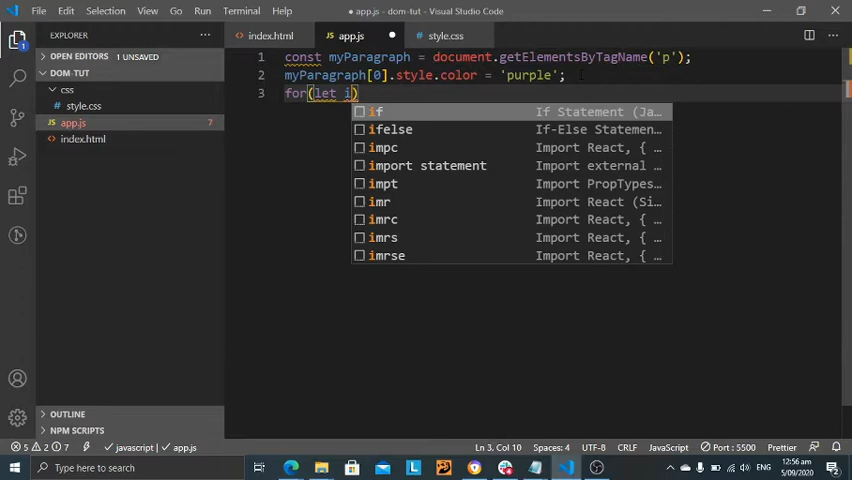 File Edit Selection View Go Run Terminal Help
app.js - dom-tut - Visual Studio Code
EXPLORER
index.html
app.js
style.css
OPEN EDITORS 1 UNSAVED
DOM-TUT
css
style.css
app.js 7
index.html
1 const myParagraph = document.getElementsByTagName('p');
2 myParagraph[0].style.color = 'purple';
3 for(let i)
if If Statement (Ja…
ifelse If-Else Statemen…
impc Import React, { …
import statement Import external …
impt Import PropTypes…
imr Import React (Si…
imrc Import React, { …
imrs Import React, { …
imrse Import React, { …
OUTLINE
NPM SCRIPTS
5 2 7 javascript app.js Ln 3, Col 10 Spaces: 4 UTF-8 CRLF JavaScript Port : 5500 Prettier
Type here to search
ENG
12:56 am
5/09/2020
2
1